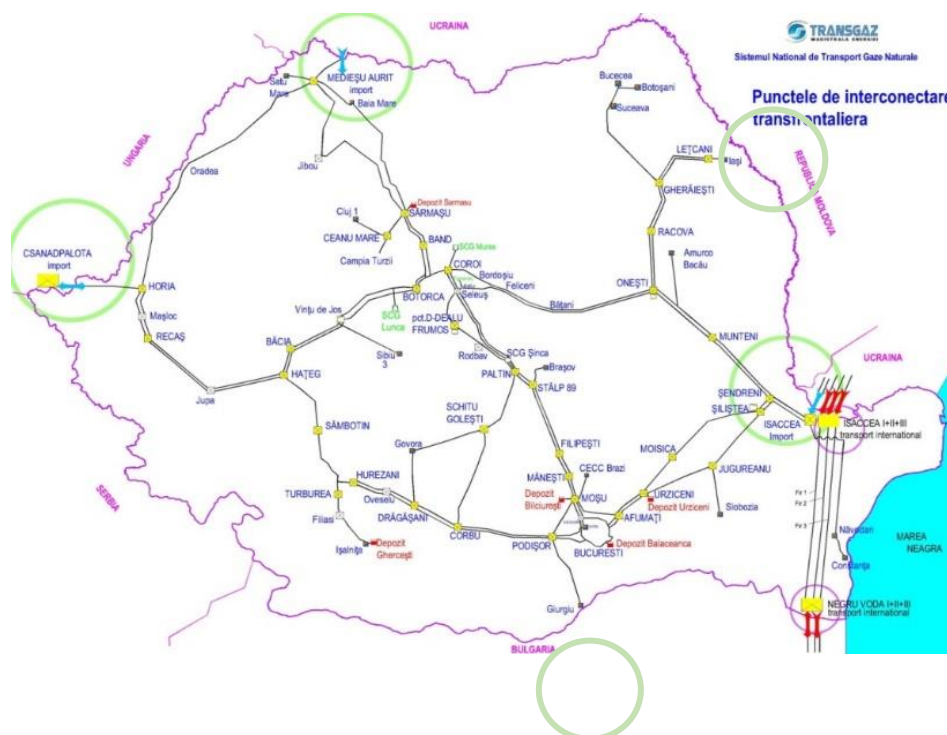 UCRAINA
TRANSGAZ
MAGISTRALA ENERGIEI
Sistemul National de Transport Gaze Naturale
Punctele de interconectare
transfrontaliera
Satu
Mare
MEDIEŞU AURIT
import
Baia Mare
Bucecea
Botoşani
Suceava
UNGARIA
Oradea
Jibou
LEŢCANI
Iaşi
REPUBLICA MOLDOVA
GHERĂIEŞTI
Depozit Sarmasu
SĂRMAŞU
Cluj 1
CEANU MARE
Campia Turzii
BAND
SCG Mures
RACOVA
Amurco
Bacău
CSANADPALOTA
import
COROI
Bordoşiu
Feliceni
Seleuş
ONEŞTI
HORIA
BOTORCA
Băţani
Maşloc
RECAŞ
Vinţu de Jos
SCG
Lunca
pct.D-DEALU
FRUMOS
MUNTENI
BĂCIA
Sibiu
3
Rodbav
SCG Şinca
Braşov
UCRAINA
HAŢEG
PALTIN
STÂLP 89
ŞENDRENI
Jupa
ŞILIŞTEA
SCHITU
GOLEŞTI
ISACCEA
Import
ISACCEA I+II+III
transport international
SÂMBOTIN
Govora
FILIPEŞTI
MOISICA
JUGUREANU
SERBIA
HUREZANI
MĂNEŞTI
CECC Brazi
TURBUREA
Oveselu
Depozit
Bilciureşti
MOŞU
URZICENI
Depozit Urziceni
Slobozia
Fir 1
Fir 2
Fir 3
Filiasi
DRĂGĂŞANI
CORBU
AFUMAŢI
Năvodari
MAREA
NEAGRA
Işalniţa
Depozit
Gherceşti
PODIŞOR
BUCURESTI
Depozit Balaceanca
Constanţa
Giurgiu
NEGRU VODA I+II+III
transport international
BULGARIA